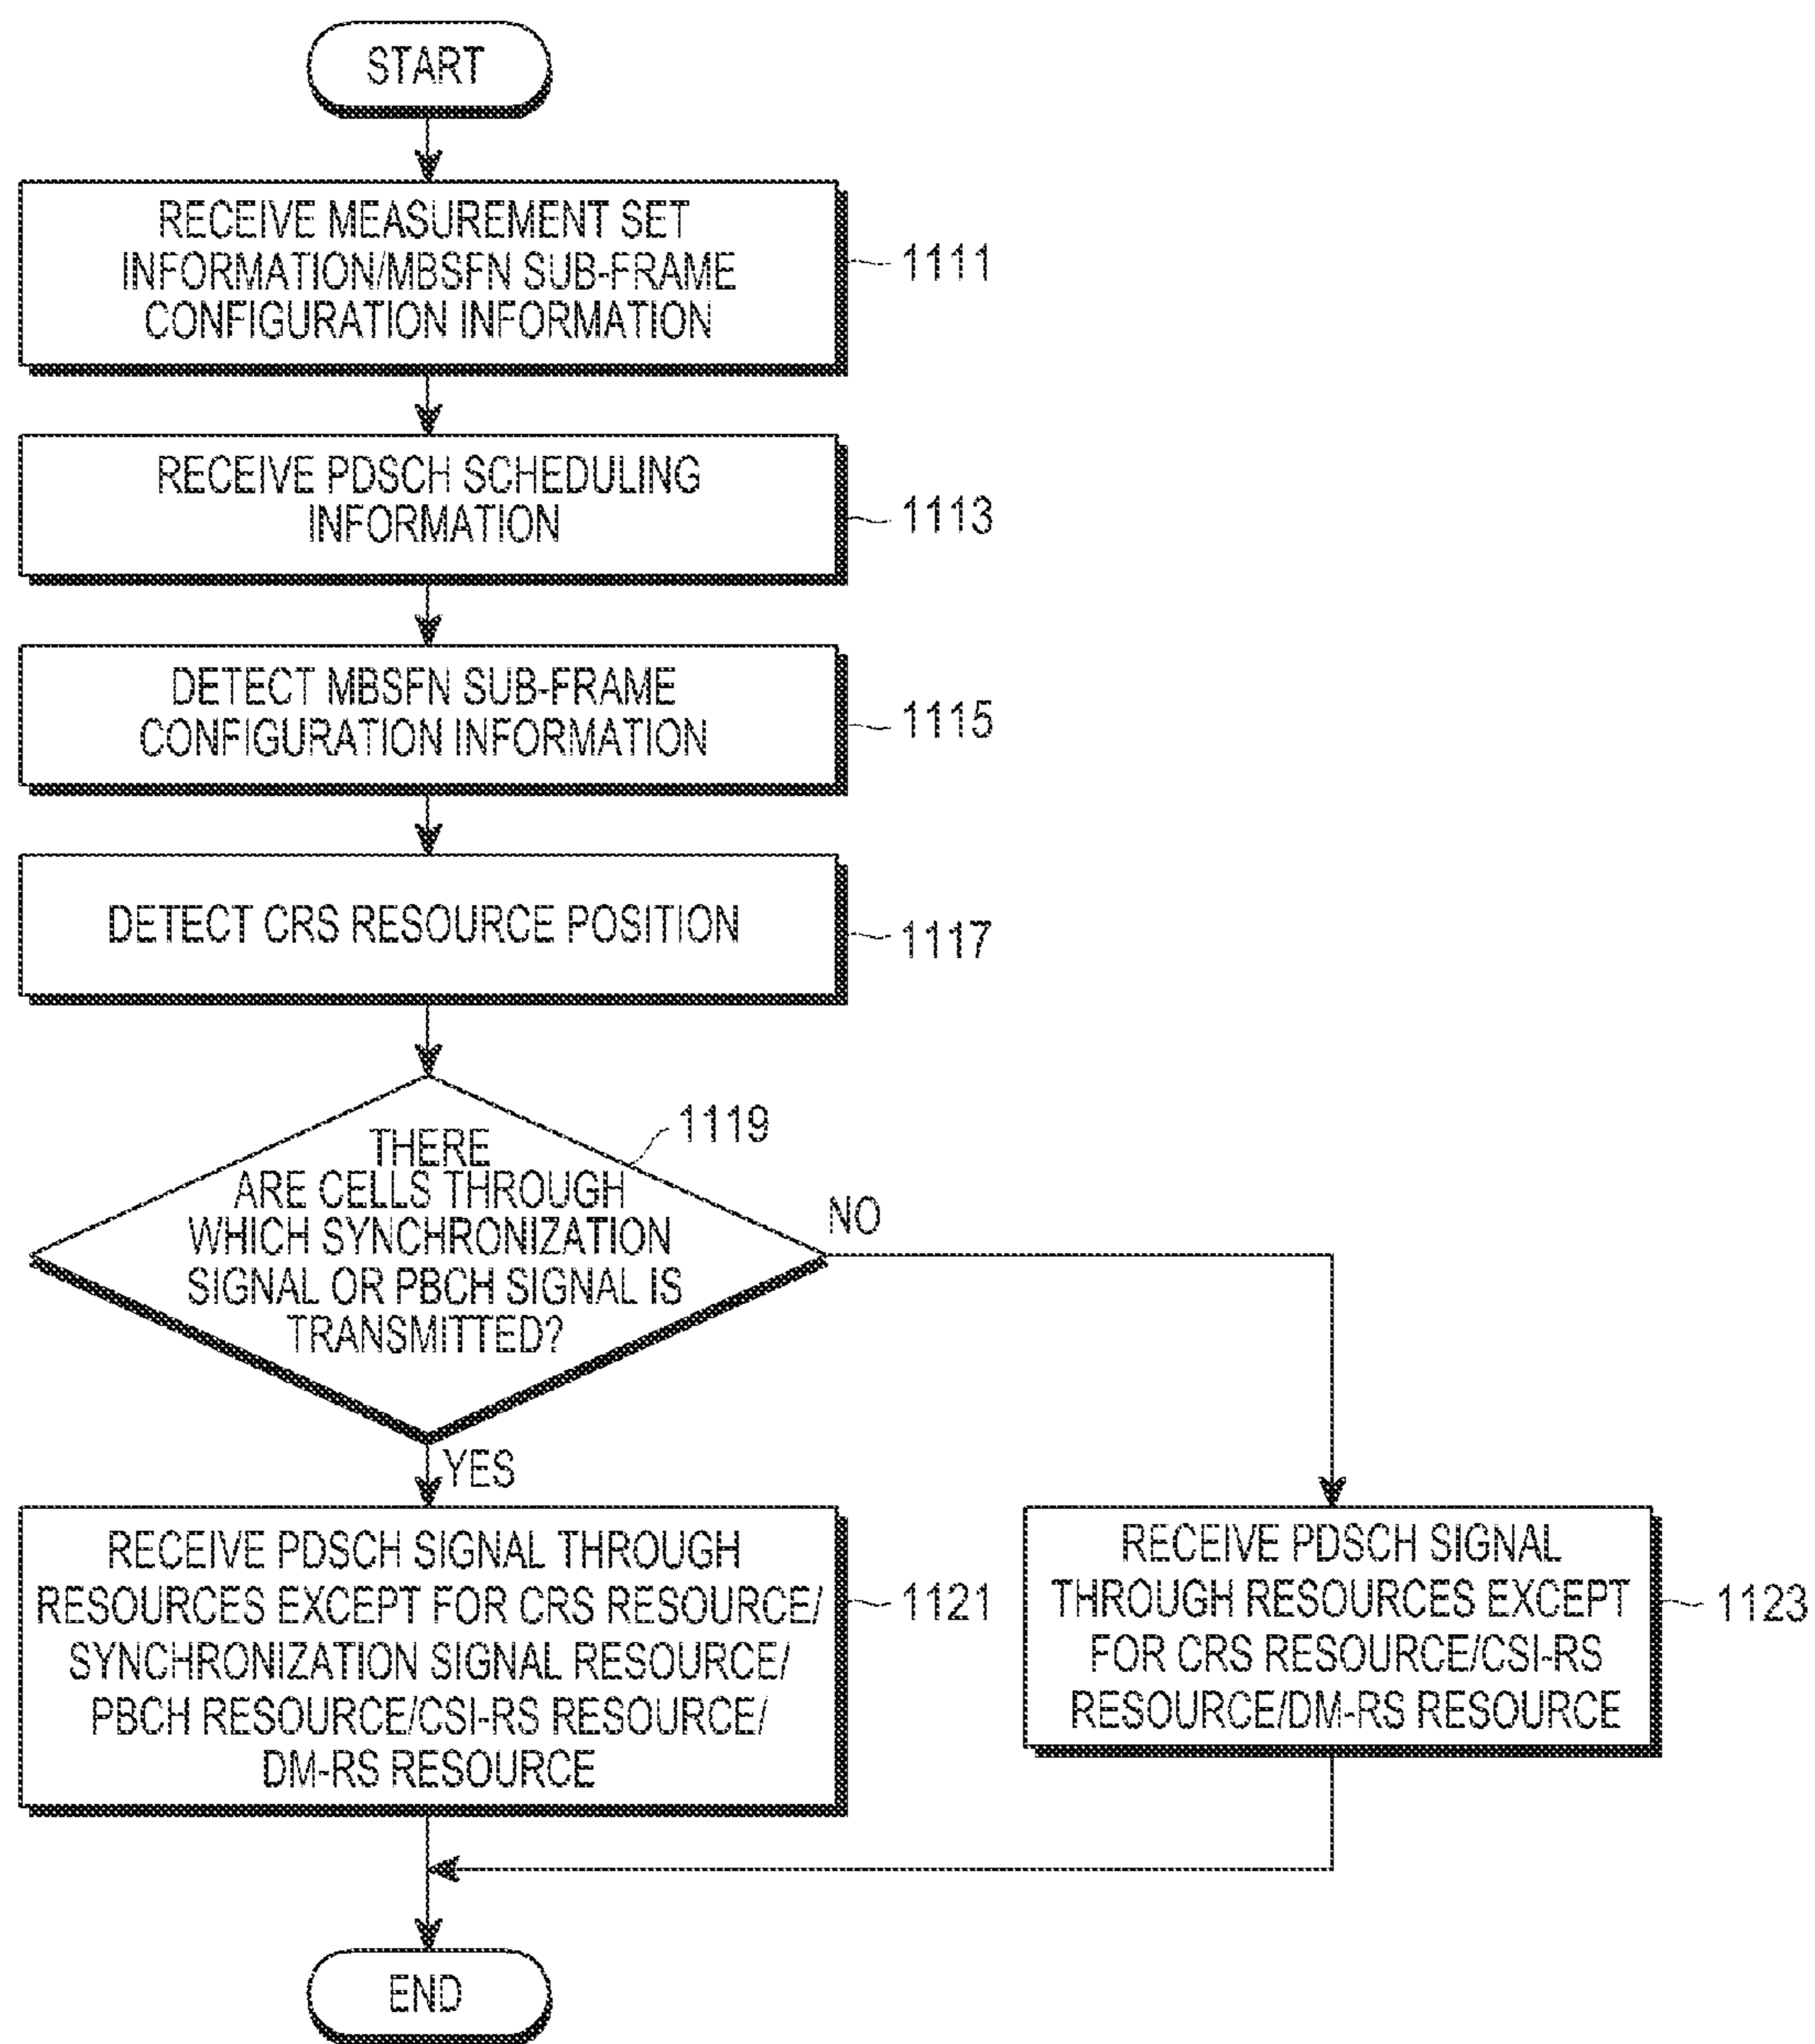 START
RECEIVE MEASUREMENT SET
INFORMATION/MBSFN SUB-FRAME
CONFIGURATION INFORMATION
1111
RECEIVE PDSCH SCHEDULING
INFORMATION
1113
DETECT MBSFN SUB-FRAME
CONFIGURATION INFORMATION
1115
DETECT CRS RESOURCE POSITION
1117
THERE
ARE CELLS THROUGH
WHICH SYNCHRONIZATION
SIGNAL OR PBCH SIGNAL IS
TRANSMITTED?
1119
NO
YES
RECEIVE PDSCH SIGNAL THROUGH
RESOURCES EXCEPT FOR CRS RESOURCE/
SYNCHRONIZATION SIGNAL RESOURCE/
PBCH RESOURCE/CSI-RS RESOURCE/
DM-RS RESOURCE
1121
RECEIVE PDSCH SIGNAL
THROUGH RESOURCES EXCEPT
FOR CRS RESOURCE/CSI-RS
RESOURCE/DM-RS RESOURCE
1123
END